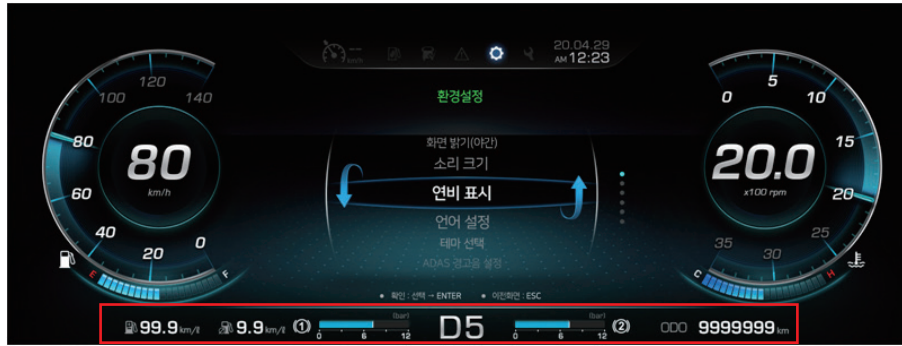 20.04.29
km/h AM 12:23
120
100 140
80
60
40
20 0
80
km/h
E F
환경설정
화면 밝기(야간)
소리 크기
연비 표시
언어 설정
테마 선택
ADAS 경고음 설정
• 확인 : 선택 → ENTER • 이전화면 : ESC
5
0 10
15
20
25
30
35
20.0
x100 rpm
C H
99.9 km/ℓ 9.9 km/ℓ ① (bar) 0 6 12 D5 (bar) 0 6 12 ② ODO 9999999 km